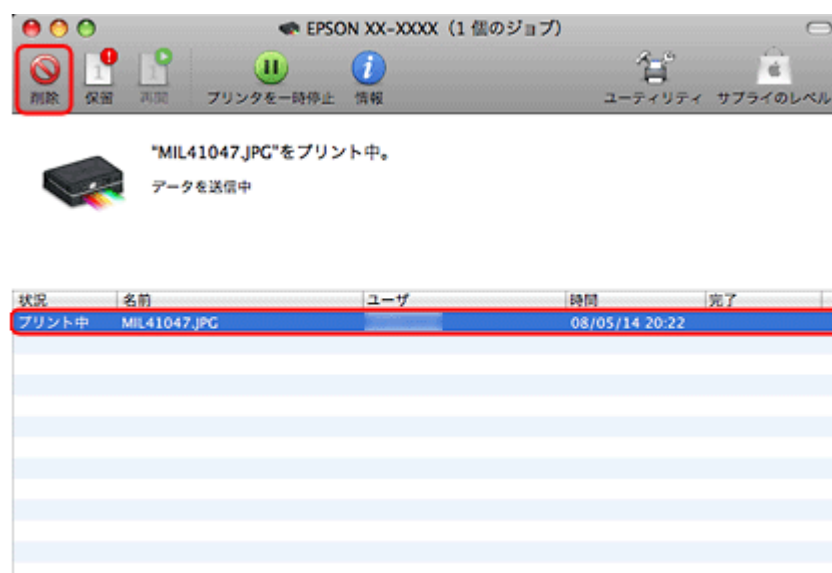 EPSON XX-XXXX（1 個のジョブ）
削除 保留 再開 プリンタを一時停止 情報 ユーティリティ サプライのレベル
"MIL41047.JPG"をプリント中。
データを送信中
状況 名前 ユーザ 時間 完了
プリント中 MIL41047.JPG 08/05/14 20:22